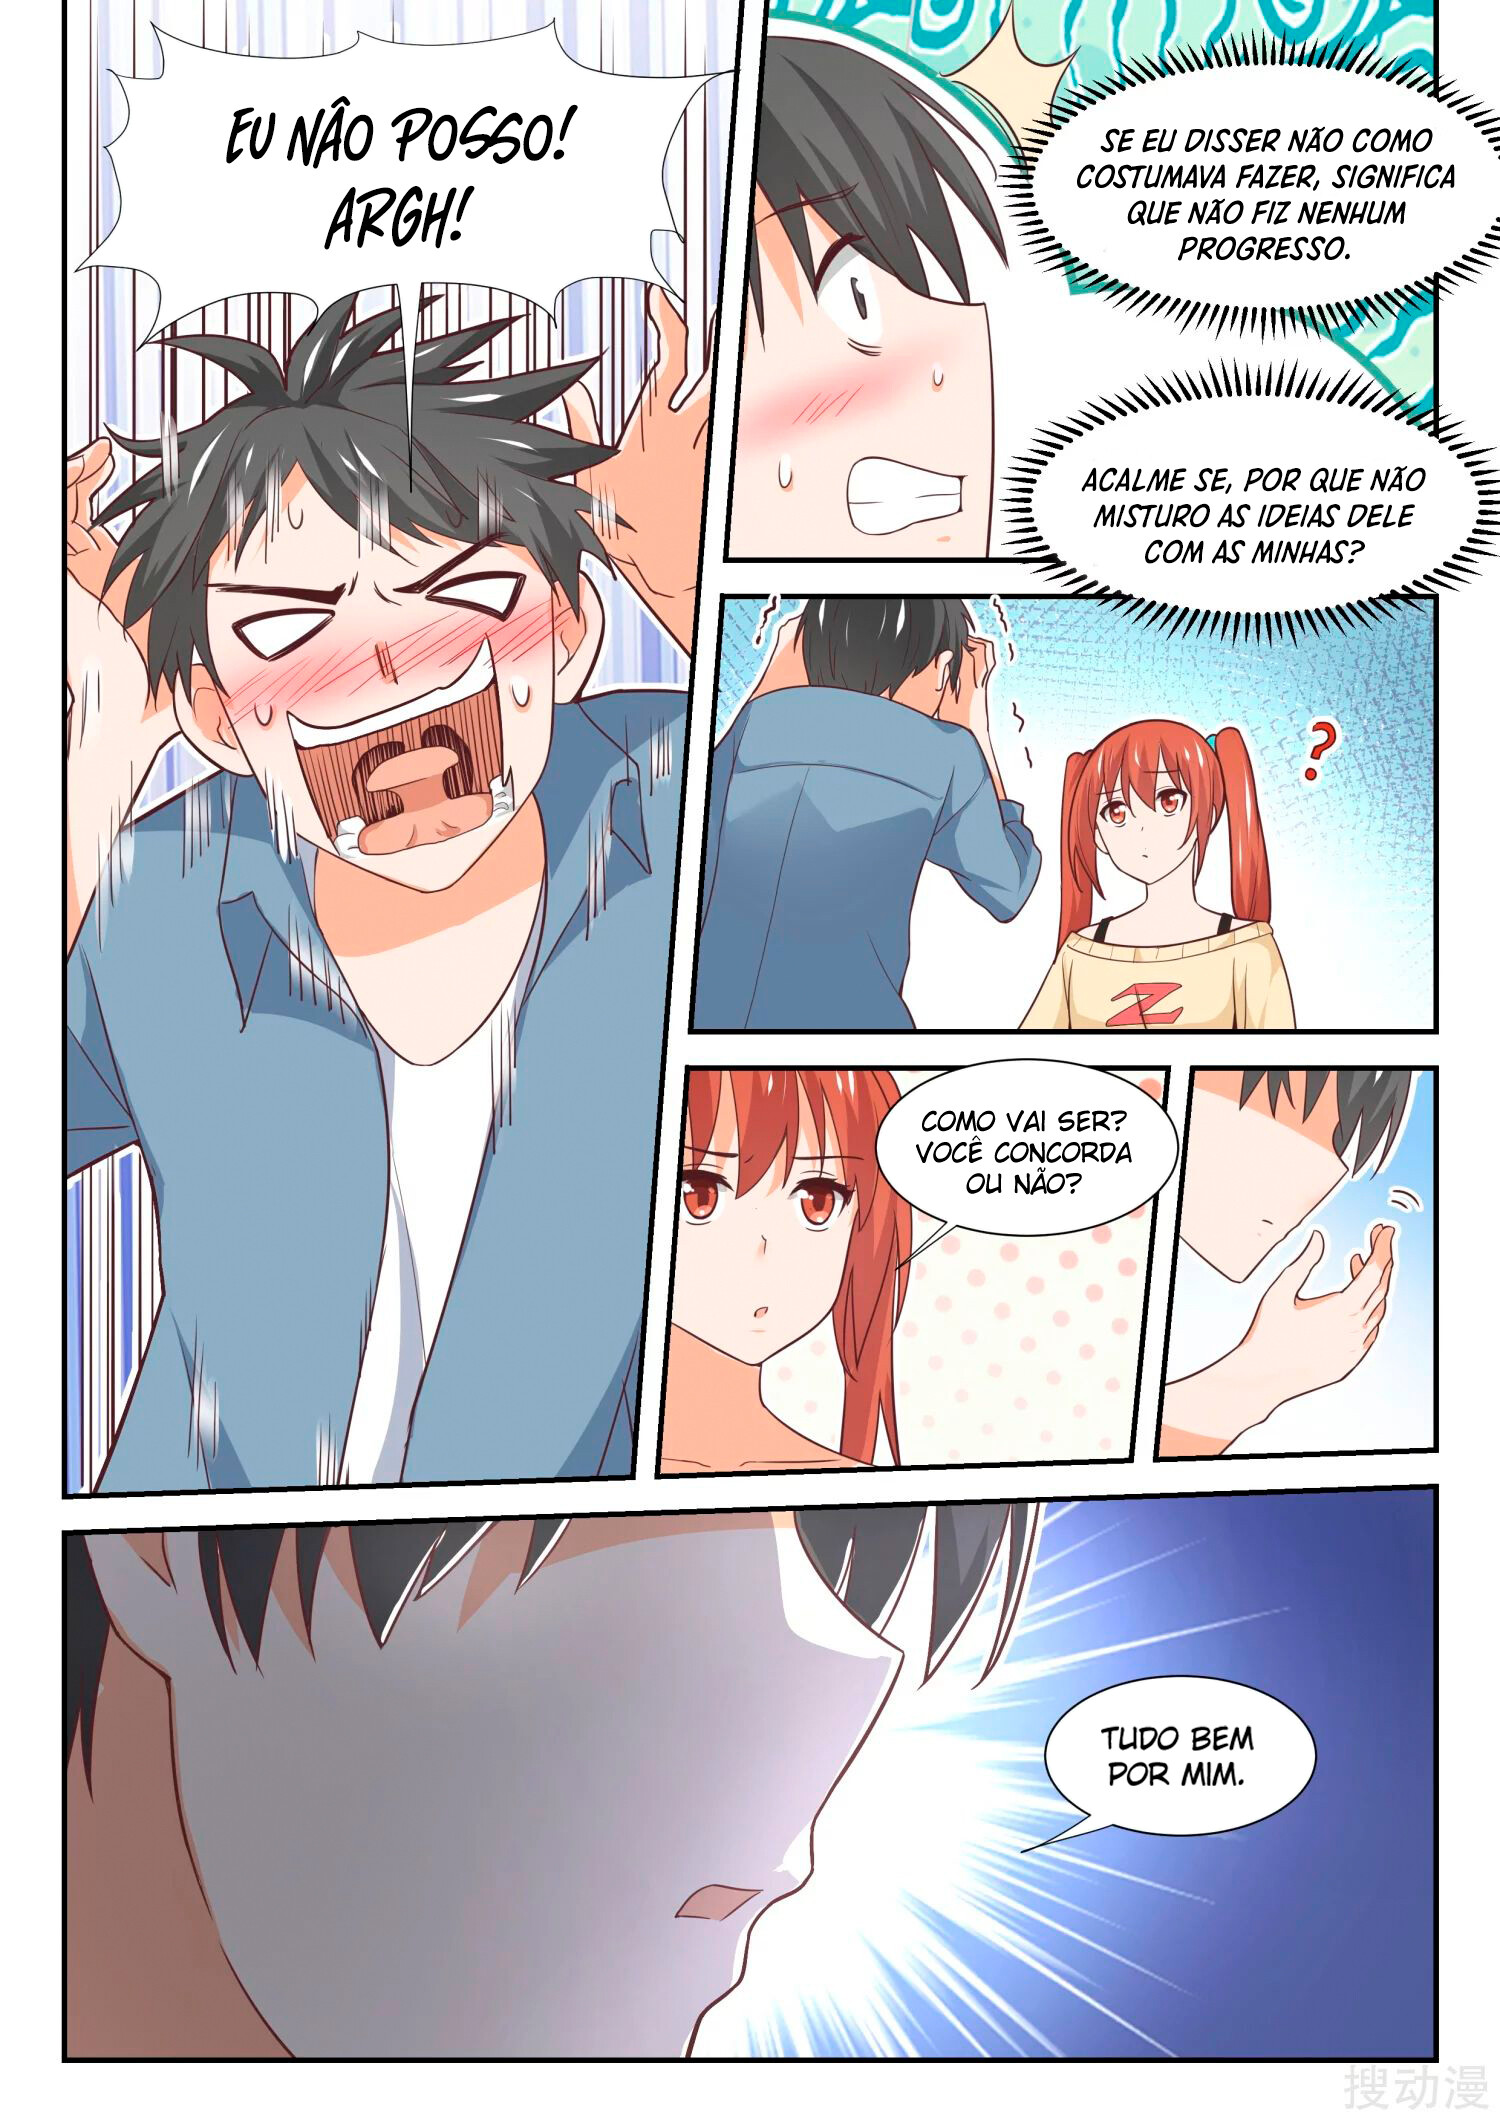 EU NÂO POSSO!
ARGH!
SE EU DISSER NÃO COMO
COSTUMAVA FAZER, SIGNIFICA
QUE NÃO FIZ NENHUM
PROGRESSO.
ACALME SE, POR QUE NÃO
MISTURO AS IDEIAS DELE
COM AS MINHAS?
?
Z
COMO VAI SER?
VOCÊ CONCORDA
OU NÃO?
TUDO BEM
POR MIM.
搜动漫